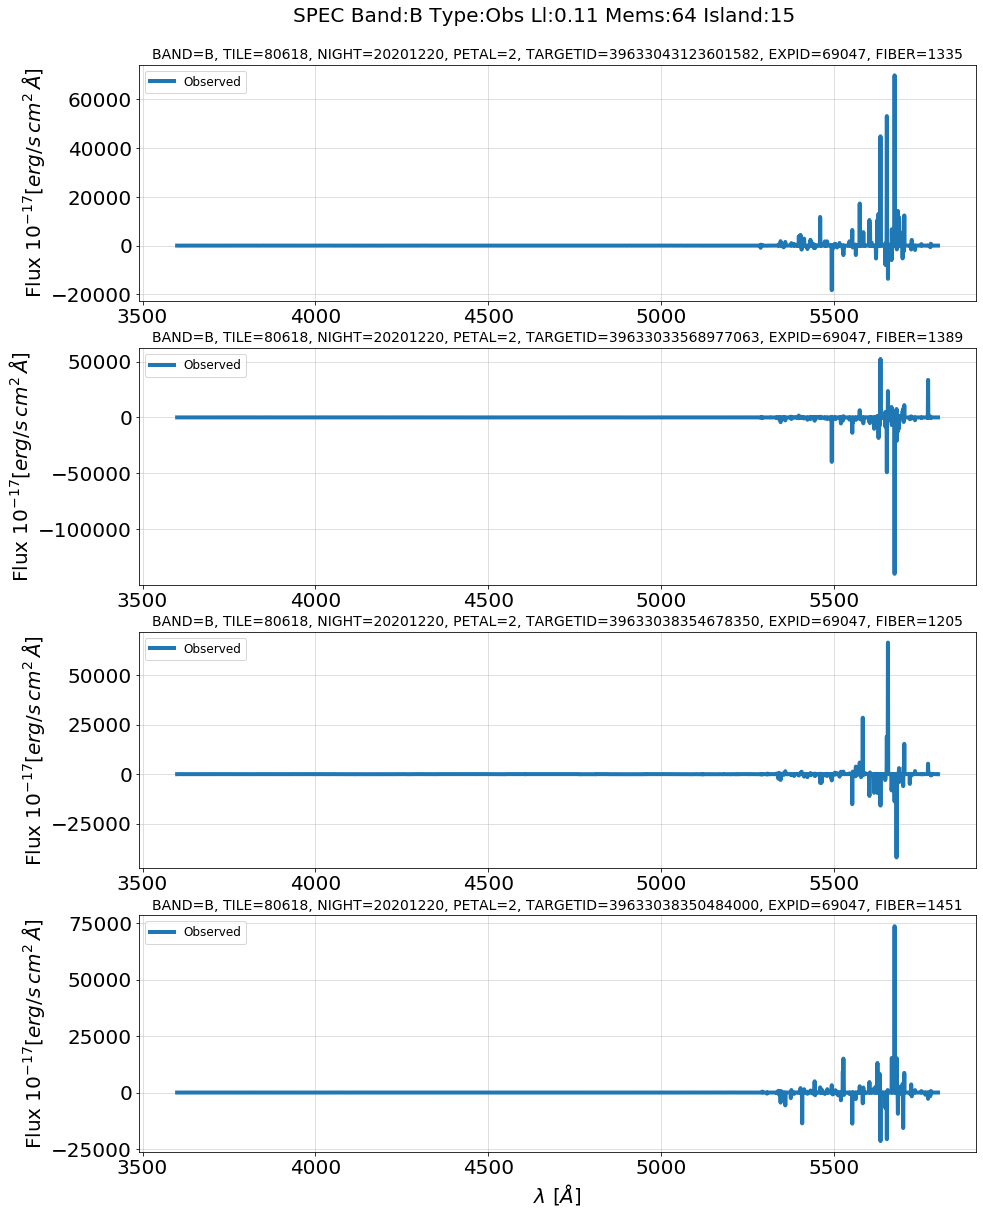 SPEC Band:B Type:Obs Ll:0.11 Mems:64 Island:15
BAND=B, TILE=80618, NIGHT=20201220, PETAL=2, TARGETID=39633043123601582, EXPID=69047, FIBER=1335
Observed
Flux 10^{-17}[erg/s cm^2 Å]
60000
40000
20000
0
−20000
3500 4000 4500 5000 5500
BAND=B, TILE=80618, NIGHT=20201220, PETAL=2, TARGETID=39633033568977063, EXPID=69047, FIBER=1389
Observed
Flux 10^{-17}[erg/s cm^2 Å]
50000
0
−50000
−100000
3500 4000 4500 5000 5500
BAND=B, TILE=80618, NIGHT=20201220, PETAL=2, TARGETID=39633038354678350, EXPID=69047, FIBER=1205
Observed
Flux 10^{-17}[erg/s cm^2 Å]
50000
25000
0
−25000
3500 4000 4500 5000 5500
BAND=B, TILE=80618, NIGHT=20201220, PETAL=2, TARGETID=39633038350484000, EXPID=69047, FIBER=1451
Observed
Flux 10^{-17}[erg/s cm^2 Å]
75000
50000
25000
0
−25000
3500 4000 4500 5000 5500
λ [Å]